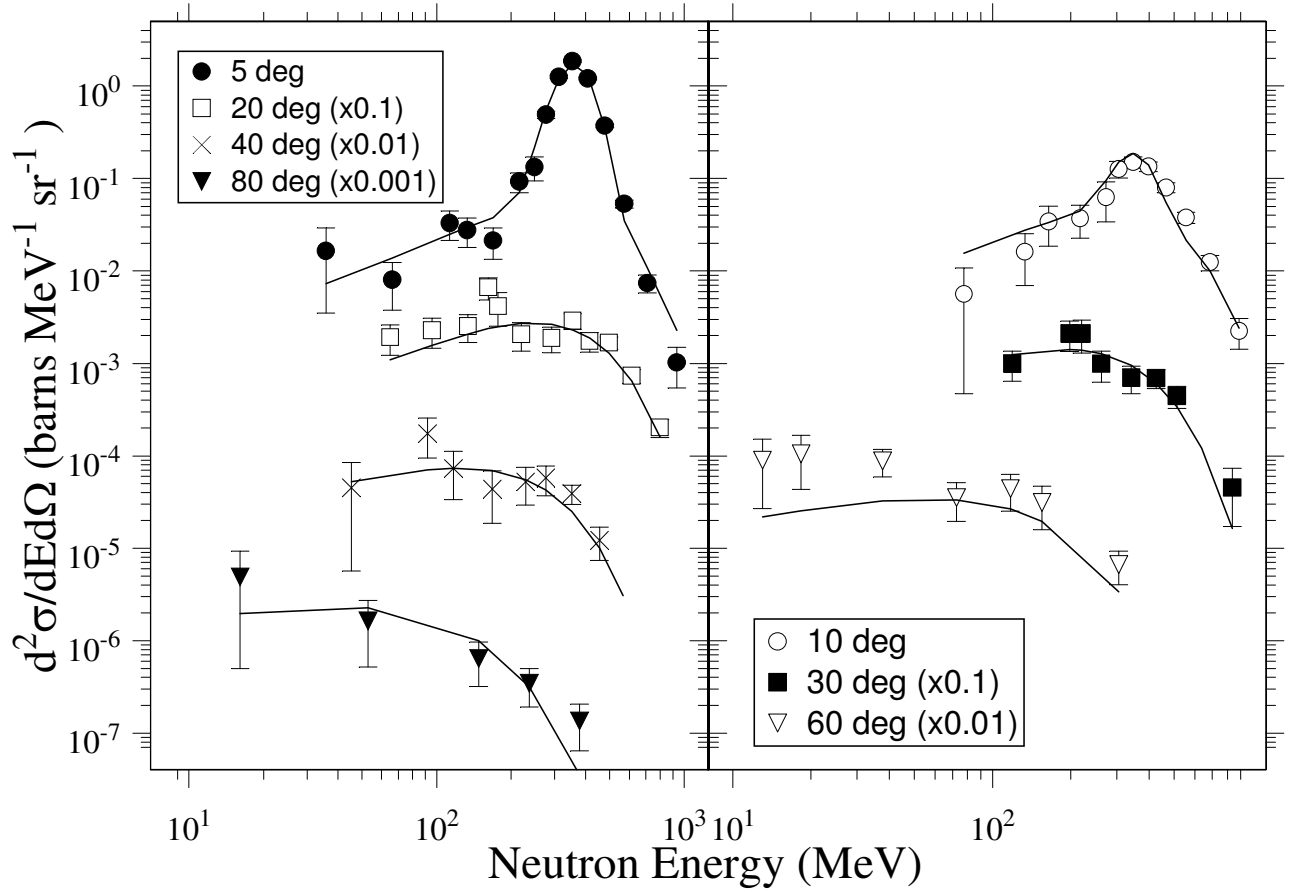 d²σ/dEdΩ (barns MeV⁻¹ sr⁻¹)
10⁰
10⁻¹
10⁻²
10⁻³
10⁻⁴
10⁻⁵
10⁻⁶
10⁻⁷
5 deg
20 deg (x0.1)
40 deg (x0.01)
80 deg (x0.001)
10 deg
30 deg (x0.1)
60 deg (x0.01)
10¹ 10² 10³ 10¹ 10²
Neutron Energy (MeV)